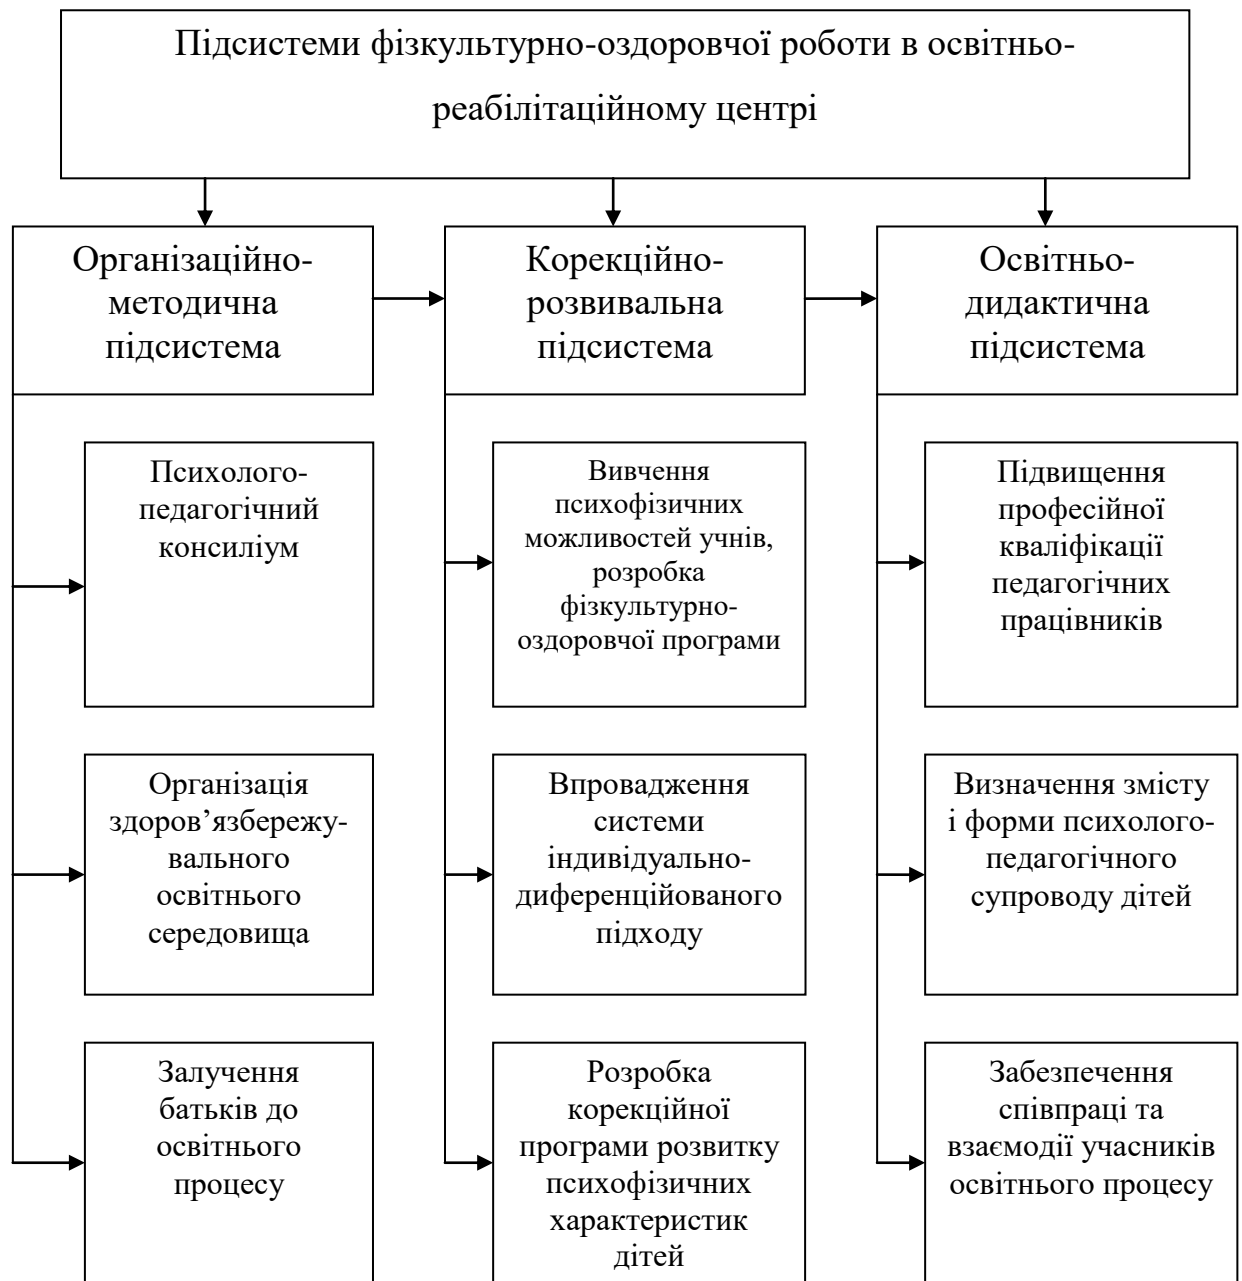 Підсистеми фізкультурно-оздоровчої роботи в освітньо-
реабілітаційному центрі
Організаційно-
методична
підсистема
Корекційно-
розвивальна
підсистема
Освітньо-
дидактична
підсистема
Психолого-
педагогічний
консиліум
Вивчення
психофізичних
можливостей учнів,
розробка
фізкультурно-
оздоровчої програми
Підвищення
професійної
кваліфікації
педагогічних
працівників
Організація
здоров’язбережу-
вального
освітнього
середовища
Впровадження
системи
індивідуально-
диференційованого
підходу
Визначення змісту
і форми психолого-
педагогічного
супроводу дітей
Залучення
батьків до
освітнього
процесу
Розробка
корекційної
програми розвитку
психофізичних
характеристик
дітей
Забезпечення
співпраці та
взаємодії учасників
освітнього процесу